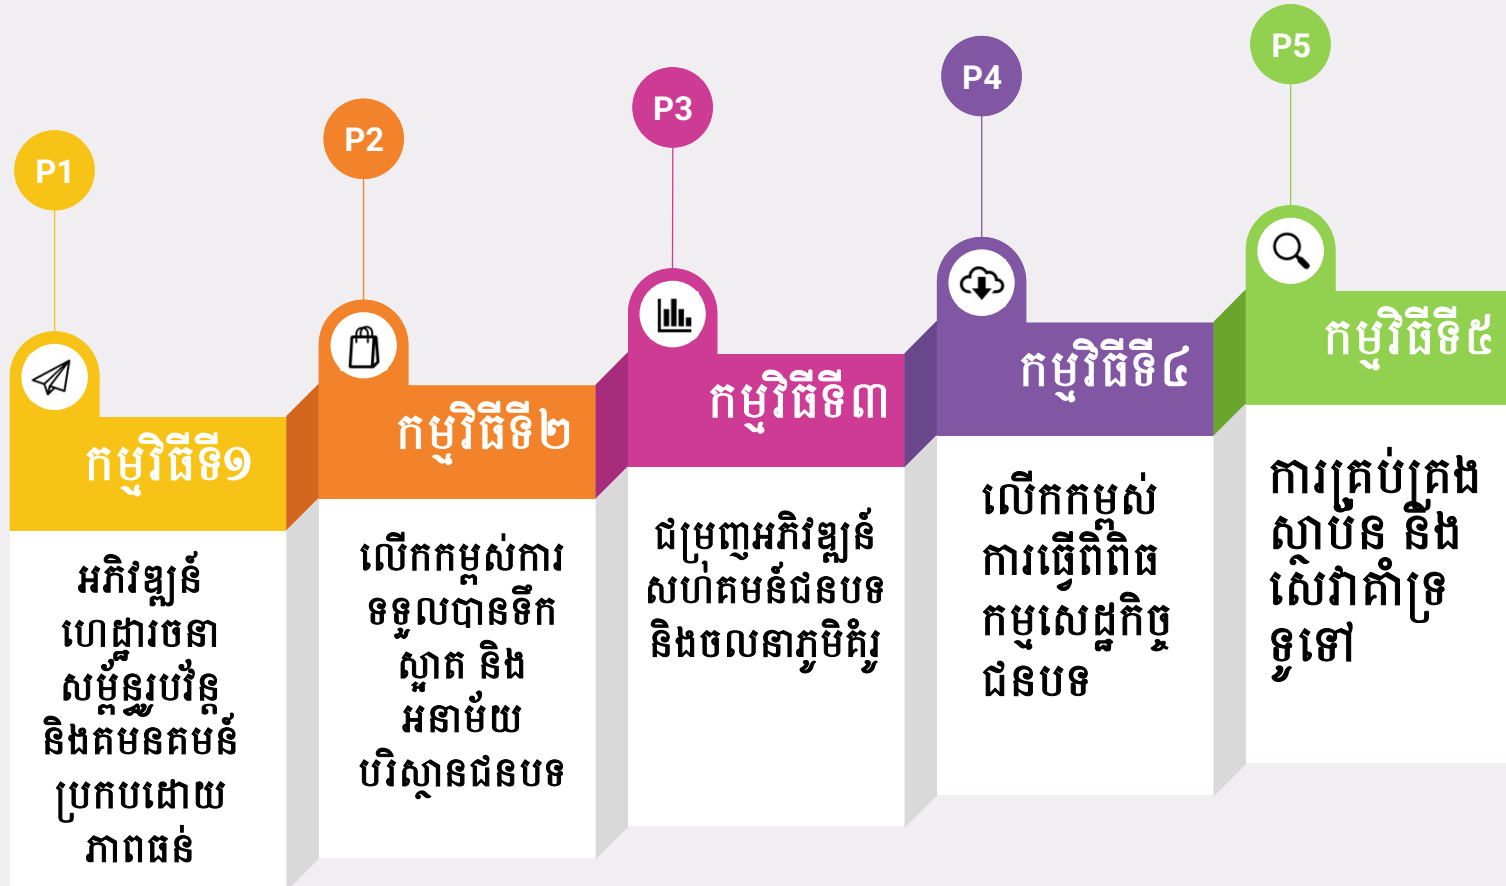 P1
P2
P3
P4
P5
កម្មវិធីទី១
អភិវឌ្ឍន៍
ហេដ្ឋារចនា
សម្ព័ន្ធរូបវ័ន្ត
និងគមនគមន៍
ប្រកបដោយ
ភាពធន់
កម្មវិធីទី២
លើកកម្ពស់ការ
ទទួលបានទឹក
ស្អាត និង
អនាម័យ
បរិស្ថានជនបទ
កម្មវិធីទី៣
ជម្រញអភិវឌ្ឍន៍
សហគមន៍ជនបទ
និងចលនាភូមិគំរូ
កម្មវិធីទី៤
លើកកម្ពស់
ការធ្វើពិពិធ
កម្មសេដ្ឋកិច្ច
ជនបទ
កម្មវិធីទី៥
ការគ្រប់គ្រង
ស្ថាប័ន និង
សេវាគាំទ្រ
ទូទៅ